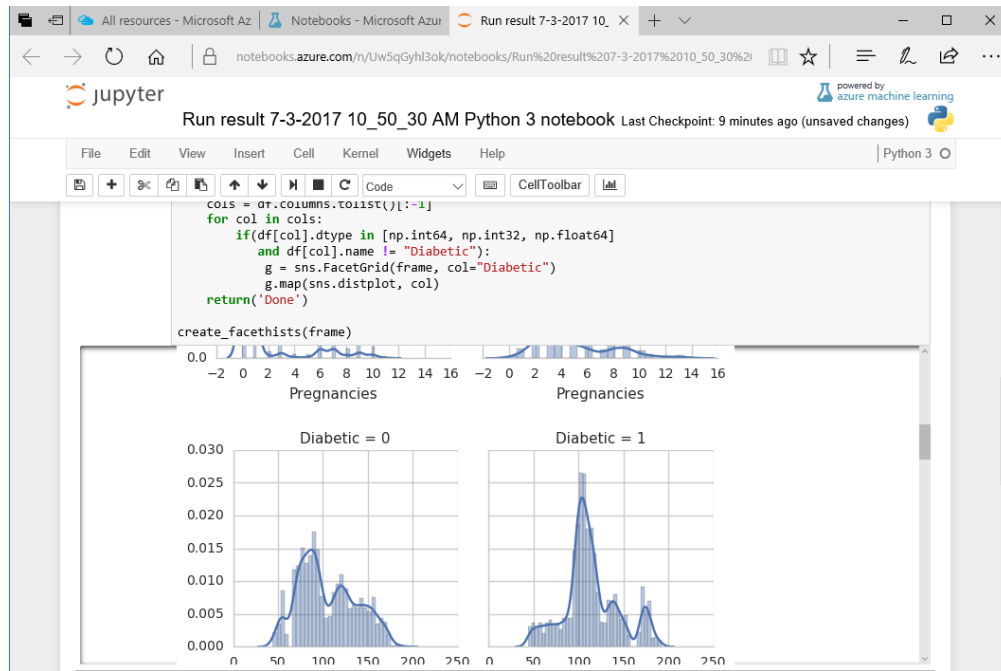 All resources - Microsoft Az
Notebooks - Microsoft Azur
Run result 7-3-2017 10_
notebooks.azure.com/n/Uw5qGyhl3ok/notebooks/Run%20result%207-3-2017%2010_50_30%2
jupyter
powered by
azure machine learning
Run result 7-3-2017 10_50_30 AM Python 3 notebook Last Checkpoint: 9 minutes ago (unsaved changes)
File Edit View Insert Cell Kernel Widgets Help
Python 3
Code
CellToolbar
cols = df.columns.tolist()[:-1]
for col in cols:
if(df[col].dtype in [np.int64, np.int32, np.float64]
and df[col].name != "Diabetic"):
g = sns.FacetGrid(frame, col="Diabetic")
g.map(sns.distplot, col)
return('Done')
create_facethists(frame)
0.0
−2 0 2 4 6 8 10 12 14 16 −2 0 2 4 6 8 10 12 14 16
Pregnancies Pregnancies
Diabetic = 0 Diabetic = 1
0.030
0.025
0.020
0.015
0.010
0.005
0.000
0 50 100 150 200 250 0 50 100 150 200 250